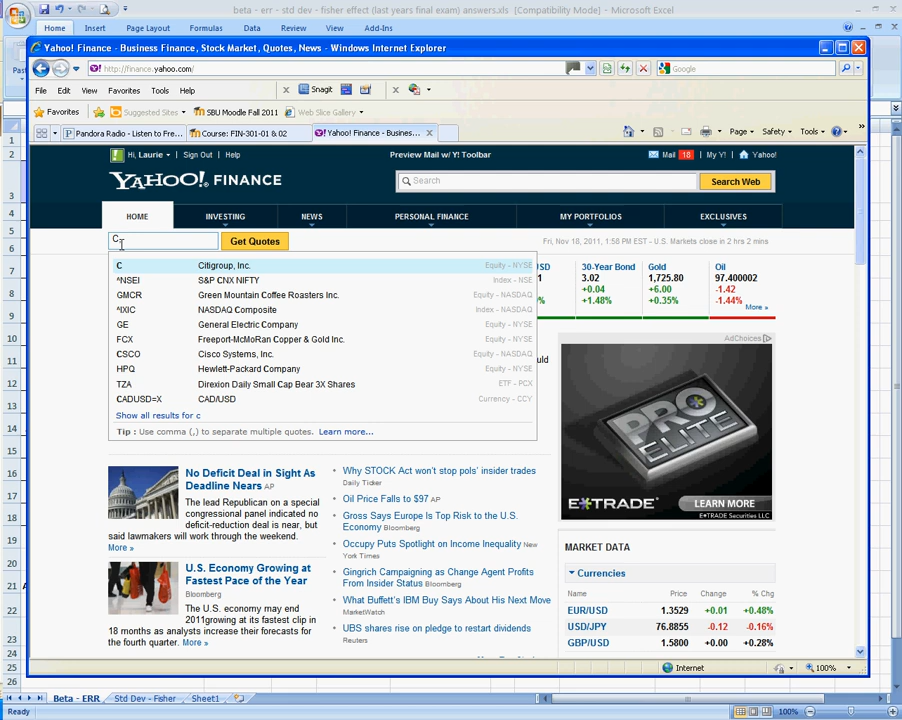 beta - err - std dev - fisher effect (last years final exam) answers.xls [Compatibility Mode] - Microsoft Excel
Home Insert Page Layout Formulas Data Review View Add-Ins
Yahoo! Finance - Business Finance, Stock Market, Quotes, News - Windows Internet Explorer
http://finance.yahoo.com/ Google
File Edit View Favorites Tools Help Snagit
Favorites Suggested Sites SBU Moodle Fall 2011 Web Slice Gallery
Pandora Radio - Listen to Fre... Course: FIN-301-01 & 02 Yahoo! Finance - Busines... Page Safety Tools
Hi, Laurie Sign Out Help Preview Mail w/ Y! Toolbar Mail 18 My Y! Yahoo!
YAHOO! FINANCE Search Search Web
HOME INVESTING NEWS PERSONAL FINANCE MY PORTFOLIOS EXCLUSIVES
C Get Quotes Fri, Nov 18, 2011, 1:58 PM EST - U.S. Markets close in 2 hrs 2 mins
C Citigroup, Inc. Equity - NYSE
^NSEI S&P CNX NIFTY Index - NSE
GMCR Green Mountain Coffee Roasters Inc. Equity - NASDAQ
^IXIC NASDAQ Composite Index - NASDAQ
GE General Electric Company Equity - NYSE
FCX Freeport-McMoRan Copper & Gold Inc. Equity - NYSE
CSCO Cisco Systems, Inc. Equity - NASDAQ
HPQ Hewlett-Packard Company Equity - NYSE
TZA Direxion Daily Small Cap Bear 3X Shares ETF - PCX
CADUSD=X CAD/USD Currency - CCY
Show all results for c
Tip : Use comma (,) to separate multiple quotes. Learn more...
SD 30-Year Bond Gold Oil
1.3528 3.02 1,725.80 97.400002
+0.04 +6.00 -1.42
+1.48% +0.35% -1.44%
More »
AdChoices
PRO ELITE
E*TRADE LEARN MORE
E*TRADE Securities LLC
No Deficit Deal in Sight As
Deadline Nears AP
The lead Republican on a special
congressional panel indicated no
deficit-reduction deal is near, but
said lawmakers will work through the weekend.
More »
U.S. Economy Growing at
Fastest Pace of the Year
Bloomberg
The U.S. economy may end
2011growing at its fastest clip in
18 months as analysts increase their forecasts for
the fourth quarter. More »
Why STOCK Act won't stop pols' insider trades
Daily Ticker
Oil Price Falls to $97 AP
Gross Says Europe Is Top Risk to the U.S.
Economy Bloomberg
Occupy Puts Spotlight on Income Inequality New
York Times
Gingrich Campaigning as Change Agent Profits
From Insider Status Bloomberg
What Buffett's IBM Buy Says About His Next Move
MarketWatch
UBS shares rise on pledge to restart dividends
Reuters
MARKET DATA
Currencies
Name Price Change % Chg
EUR/USD 1.3529 +0.01 +0.48%
USD/JPY 76.8855 -0.12 -0.16%
GBP/USD 1.5800 +0.00 +0.28%
Internet 100%
Beta - ERR Std Dev - Fisher Sheet1
Ready 100%